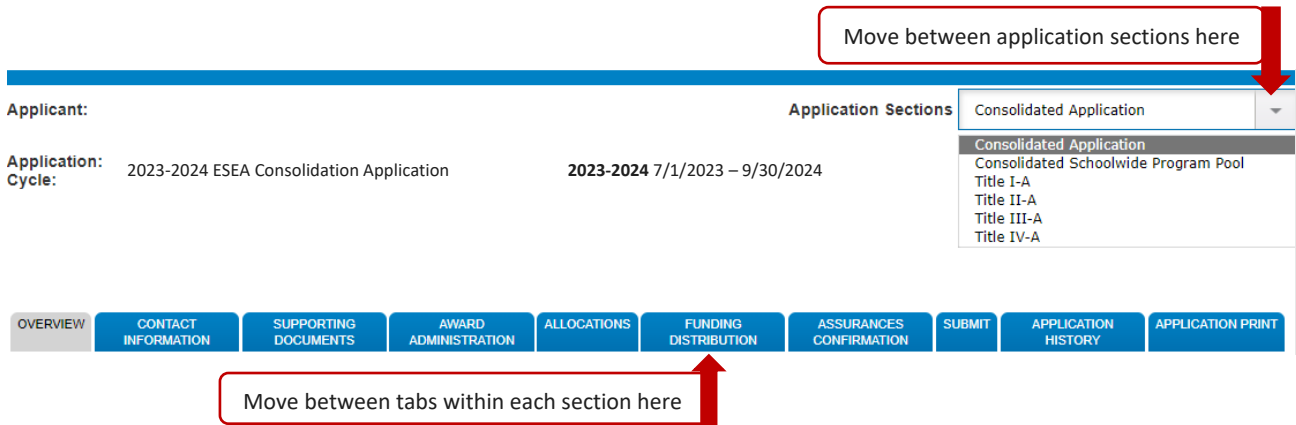 Move between application sections here
Applicant:
Application Sections
Consolidated Application
Application:
Cycle:
2023-2024 ESEA Consolidation Application
2023-2024 7/1/2023 – 9/30/2024
Consolidated Application
Consolidated Schoolwide Program Pool
Title I-A
Title II-A
Title III-A
Title IV-A
OVERVIEW
CONTACT
INFORMATION
SUPPORTING
DOCUMENTS
AWARD
ADMINISTRATION
ALLOCATIONS
FUNDING
DISTRIBUTION
ASSURANCES
CONFIRMATION
SUBMIT
APPLICATION
HISTORY
APPLICATION PRINT
Move between tabs within each section here